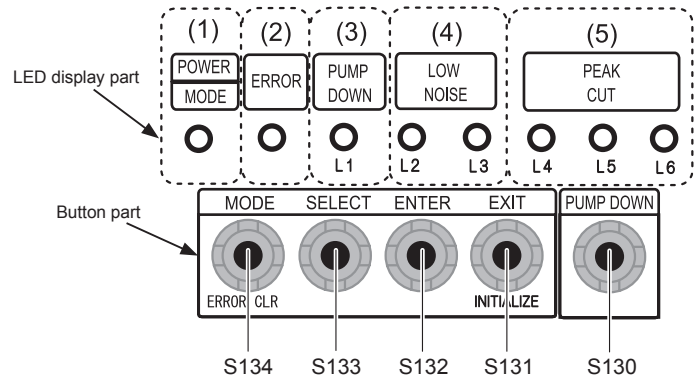 (1) (2) (3) (4) (5)
LED display part
POWER
MODE
ERROR
PUMP
DOWN
LOW
NOISE
PEAK
CUT
L1 L2 L3 L4 L5 L6
Button part
MODE SELECT ENTER EXIT PUMP DOWN
ERROR CLR INITIALIZE
S134 S133 S132 S131 S130